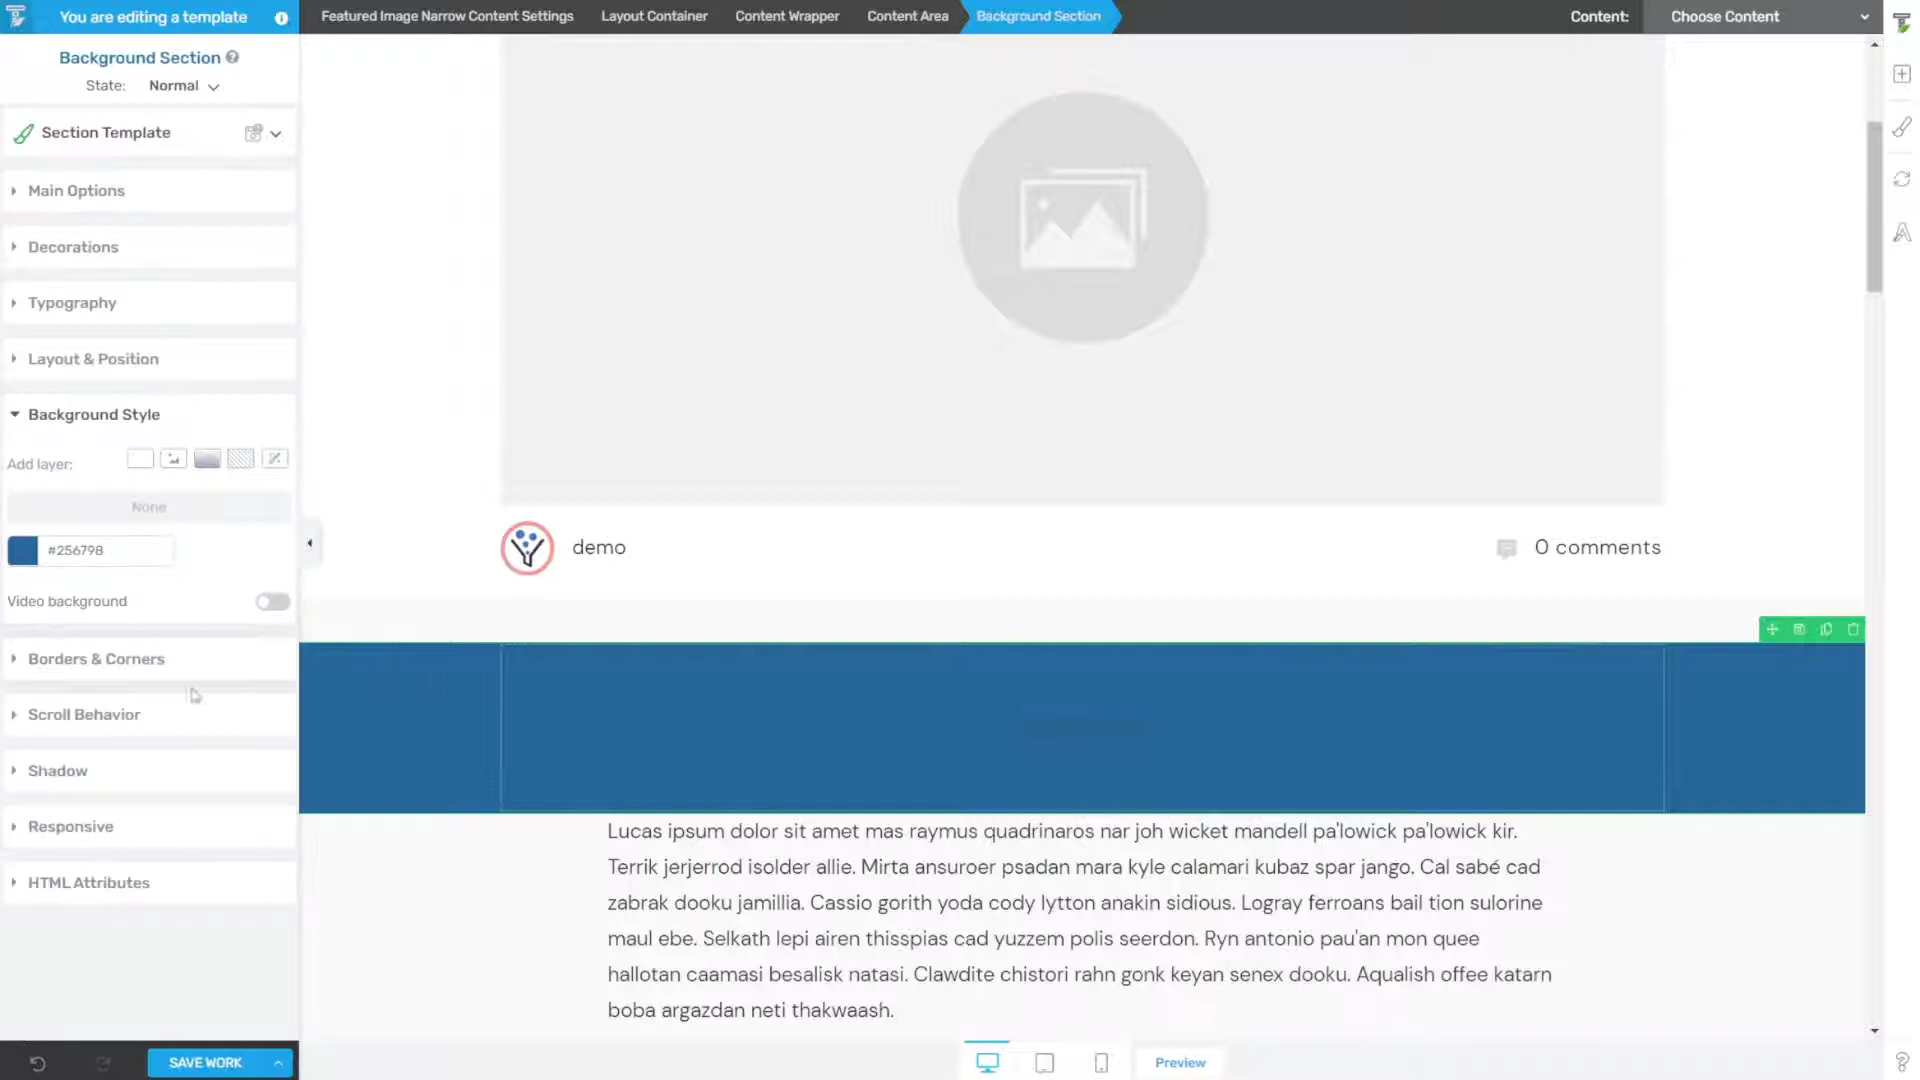 You are editing a template
Featured Image Narrow Content Settings
Layout Container
Content Wrapper
Content Area
Background Section
Content:
Choose Content
Background Section
State: Normal
Section Template
Main Options
Decorations
Typography
Layout & Position
Background Style
Add layer:
None
#256798
Video background
Borders & Corners
Scroll Behavior
Shadow
Responsive
HTML Attributes
SAVE WORK
demo
0 comments
Lucas ipsum dolor sit amet mas raymus quadrinaros nar joh wicket mandell pa'lowick pa'lowick kir.
Terrik jerjerrod isolder allie. Mirta ansuroer psadan mara kyle calamari kubaz spar jango. Cal sabé cad
zabrak dooku jamillia. Cassio gorith yoda cody lytton anakin sidious. Logray ferroans bail tion sulorine
maul ebe. Selkath lepi airen thisspias cad yuzzem polis seerdon. Ryn antonio pau'an mon quee
hallotan caamasi besalisk natasi. Clawdite chistori rahn gonk keyan senex dooku. Aqualish offee katarn
boba argazdan neti thakwaash.
Preview